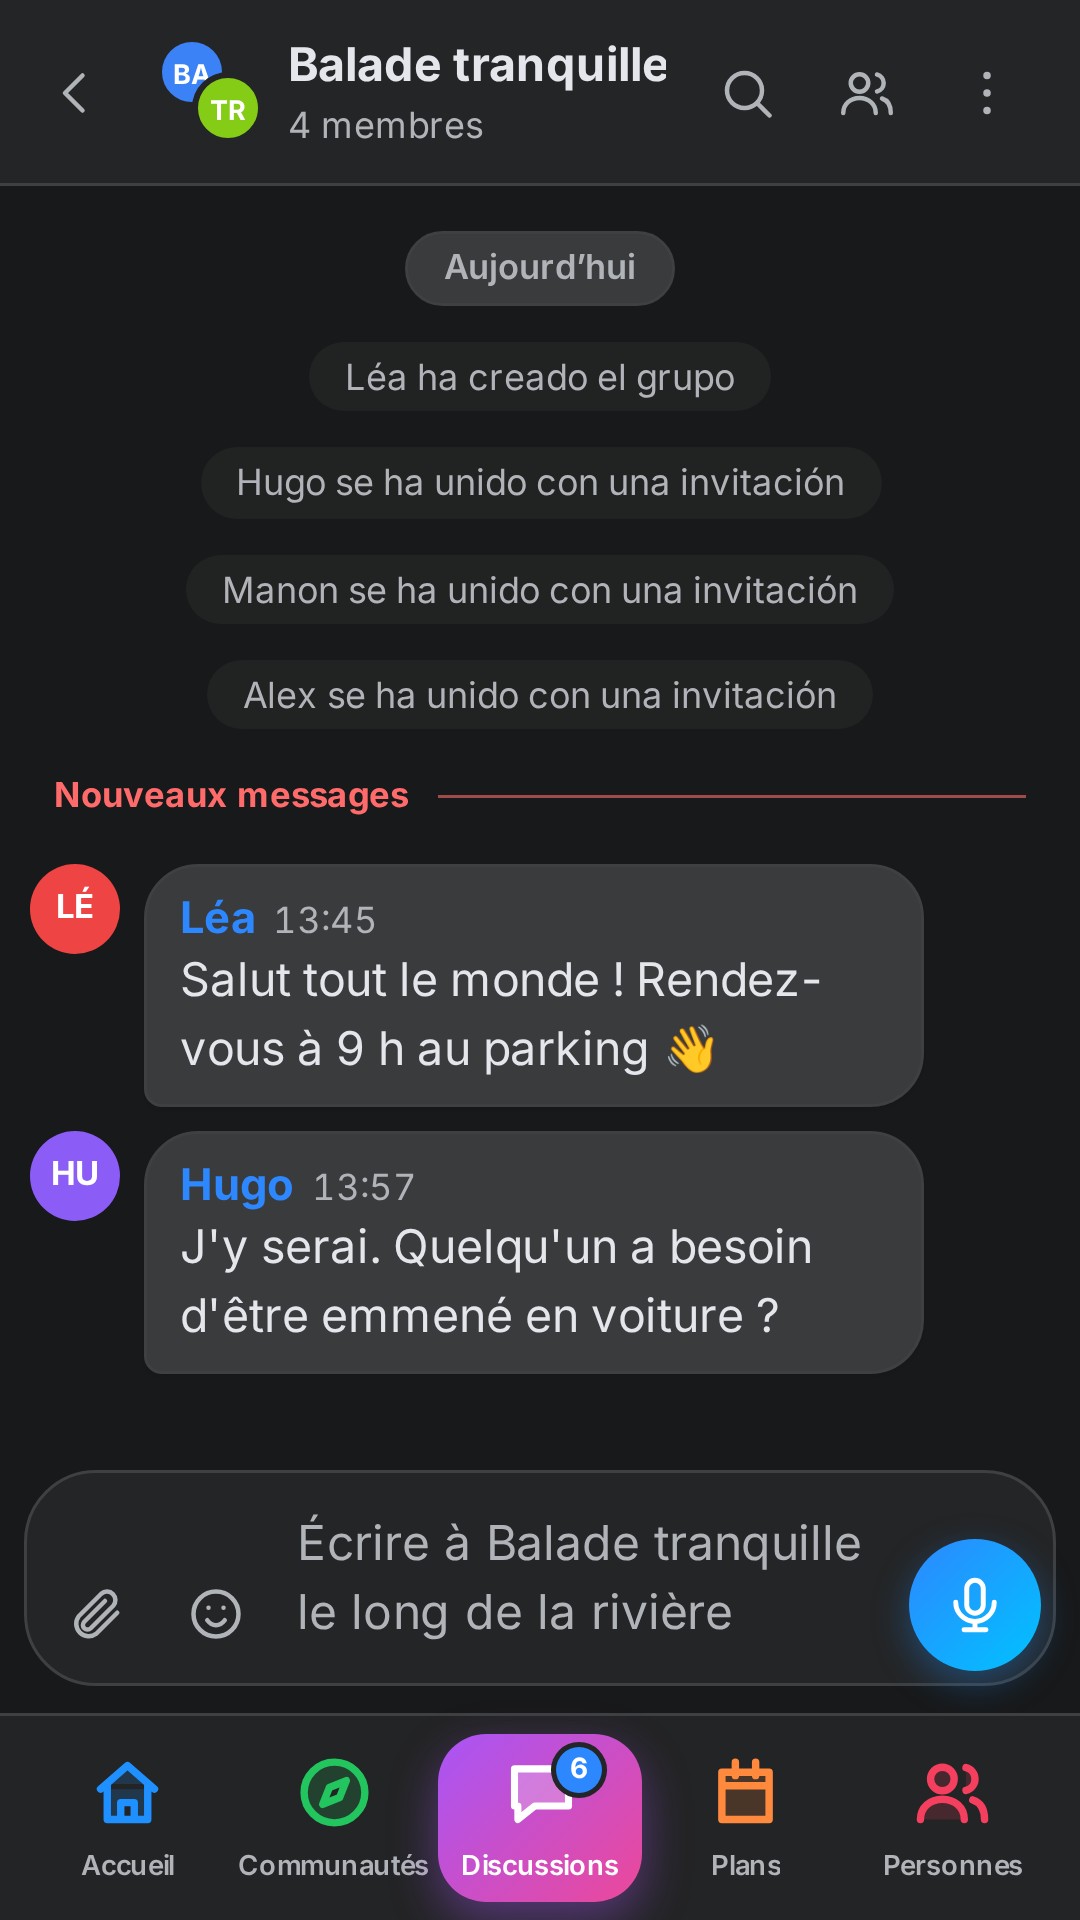 BA
TR
Balade tranquille
4 membres
Aujourd’hui
Léa ha creado el grupo
Hugo se ha unido con una invitación
Manon se ha unido con una invitación
Alex se ha unido con una invitación
Nouveaux messages
LÉ
Léa 13:45
Salut tout le monde ! Rendez-
vous à 9 h au parking 👋
HU
Hugo 13:57
J'y serai. Quelqu'un a besoin
d'être emmené en voiture ?
Écrire à Balade tranquille
le long de la rivière
6
Accueil
Communautés
Discussions
Plans
Personnes